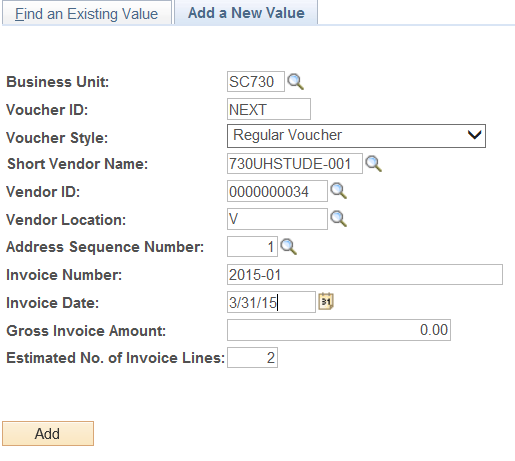 Find an Existing Value Add a New Value
Business Unit: SC730
Voucher ID: NEXT
Voucher Style: Regular Voucher
Short Vendor Name: 730UHSTUDE-001
Vendor ID: 0000000034
Vendor Location: V
Address Sequence Number: 1
Invoice Number: 2015-01
Invoice Date: 3/31/15 31
Gross Invoice Amount: 0.00
Estimated No. of Invoice Lines: 2
Add